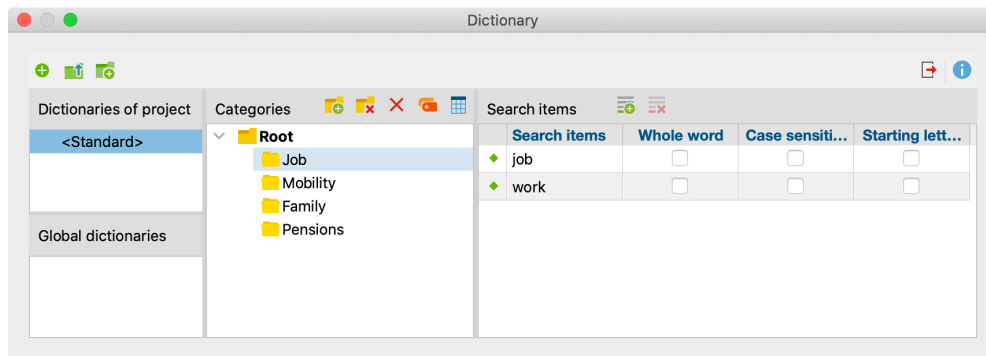 Dictionary
Dictionaries of project
<Standard>
Global dictionaries
Categories
Root
Job
Mobility
Family
Pensions
Search items
Search items Whole word Case sensiti... Starting lett...
job
work